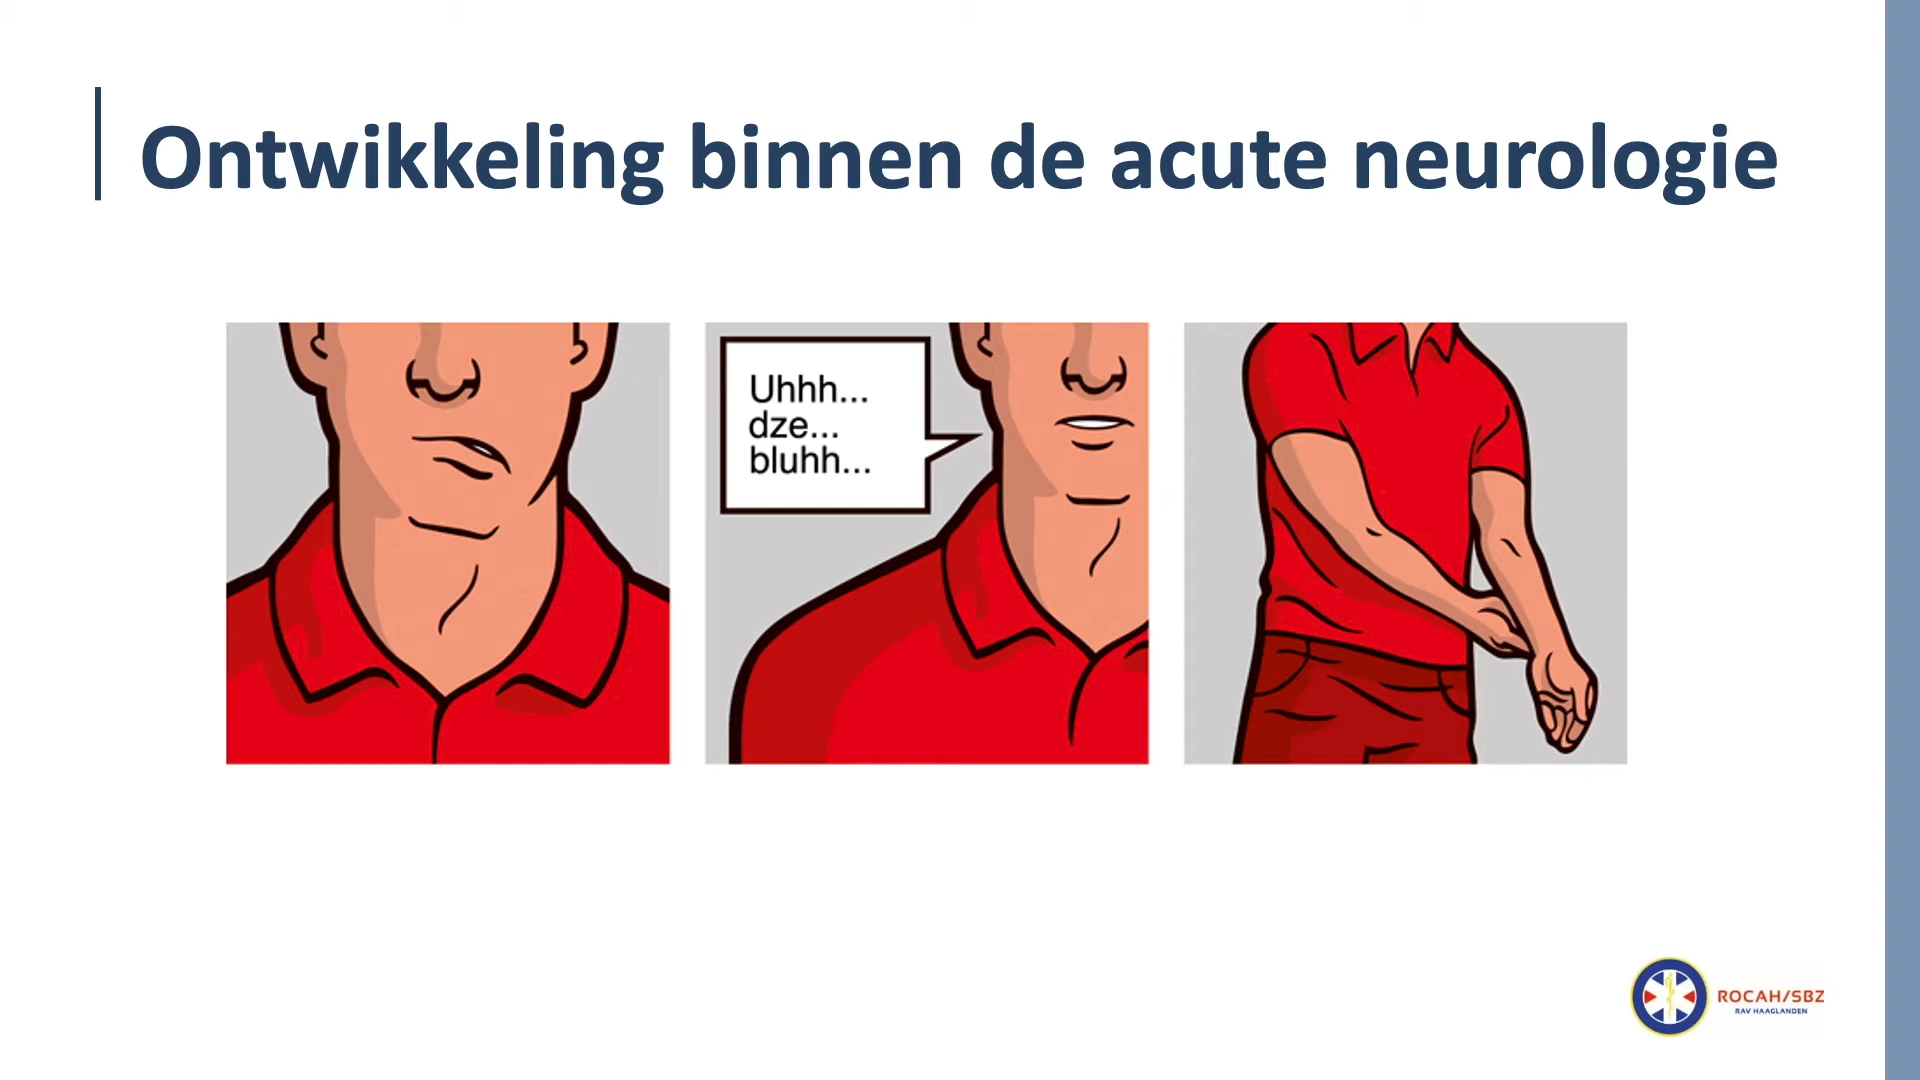 Ontwikkeling binnen de acute neurologie
Uhhh...
dze...
bluhh...
ROCAH/SBZ
RAV HAAGLANDEN